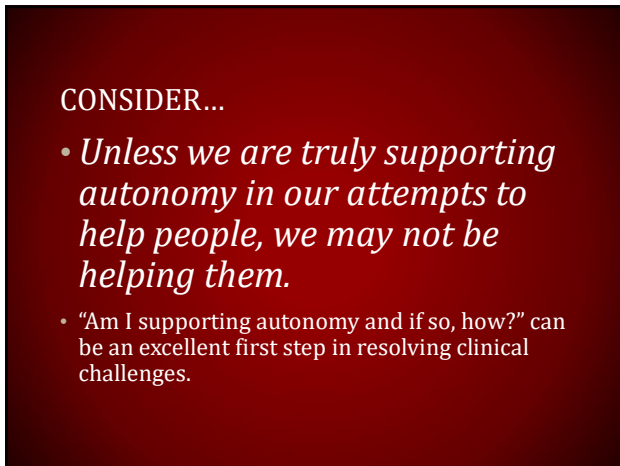 CONSIDER…
• Unless we are truly supporting
autonomy in our attempts to
help people, we may not be
helping them.
• “Am I supporting autonomy and if so, how?” can
be an excellent first step in resolving clinical
challenges.